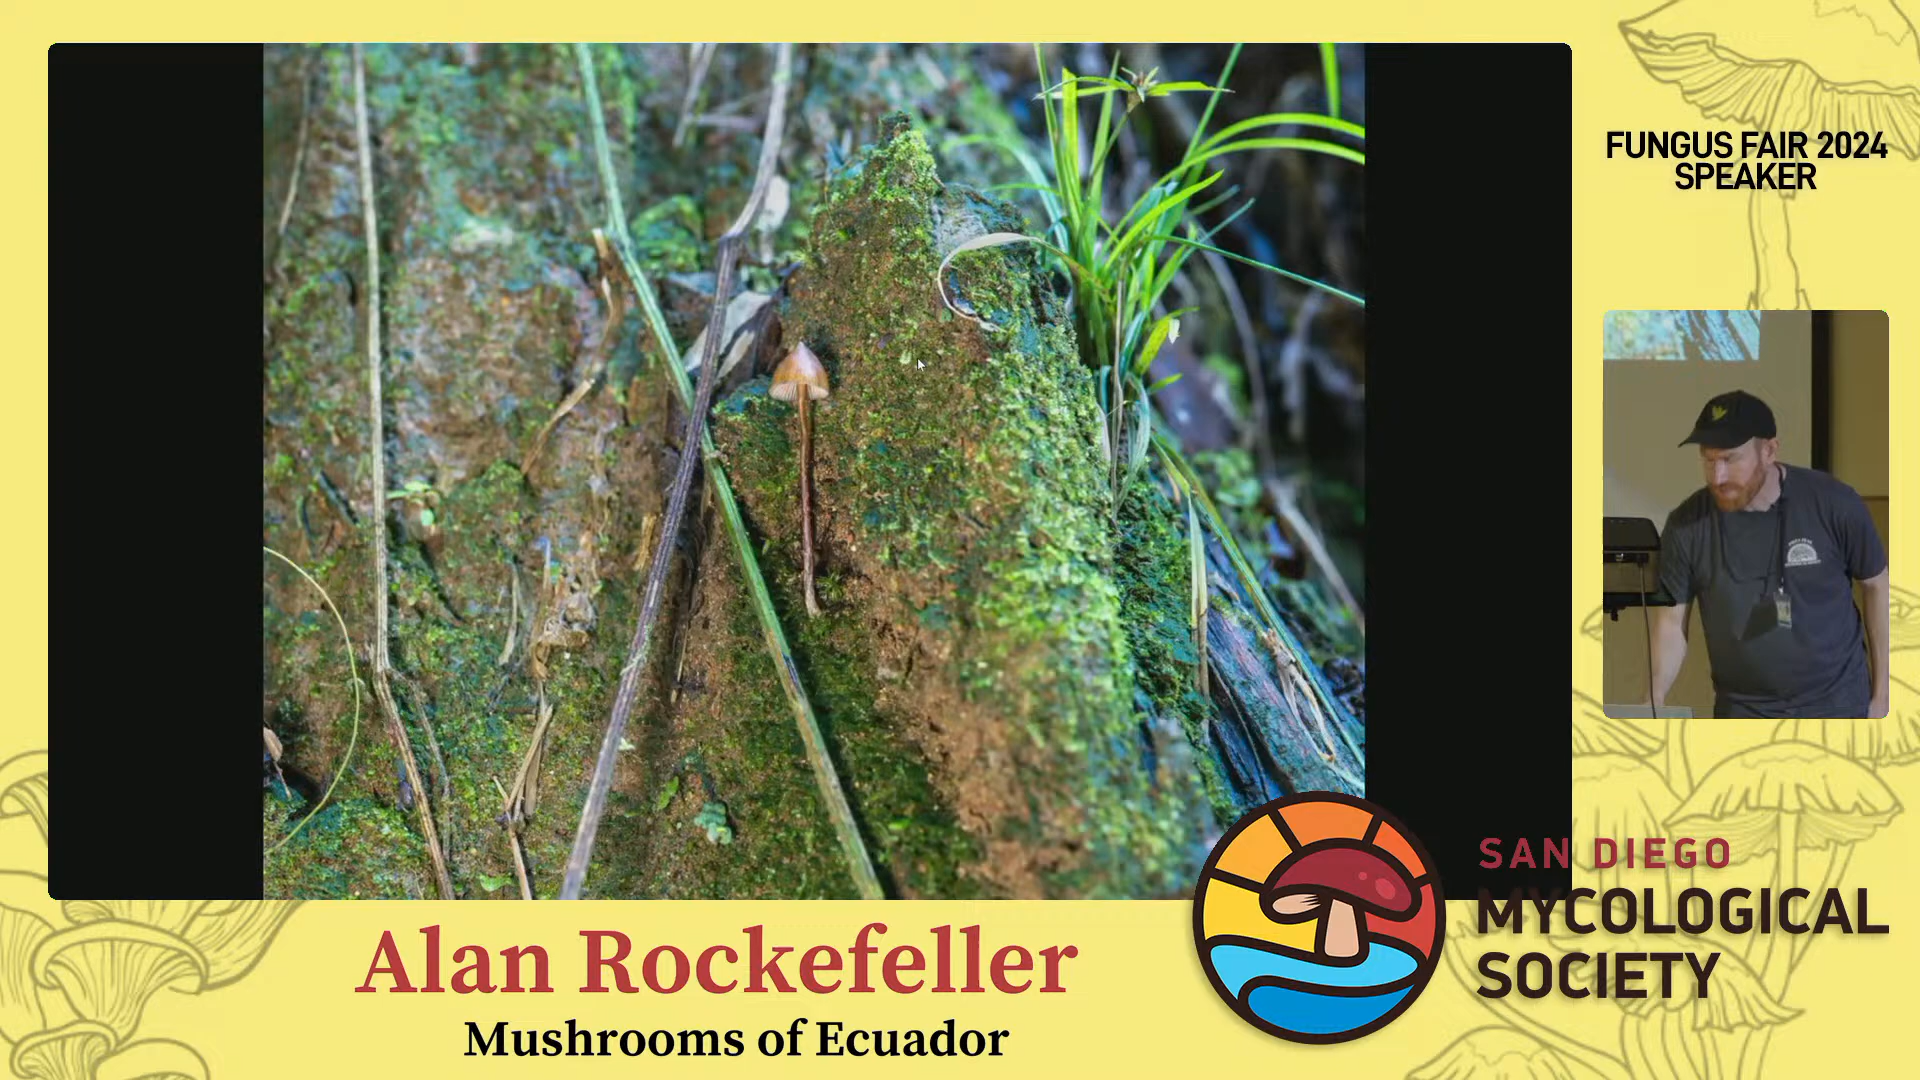 FUNGUS FAIR 2024
SPEAKER
Alan Rockefeller
Mushrooms of Ecuador
SAN DIEGO
MYCOLOGICAL
SOCIETY